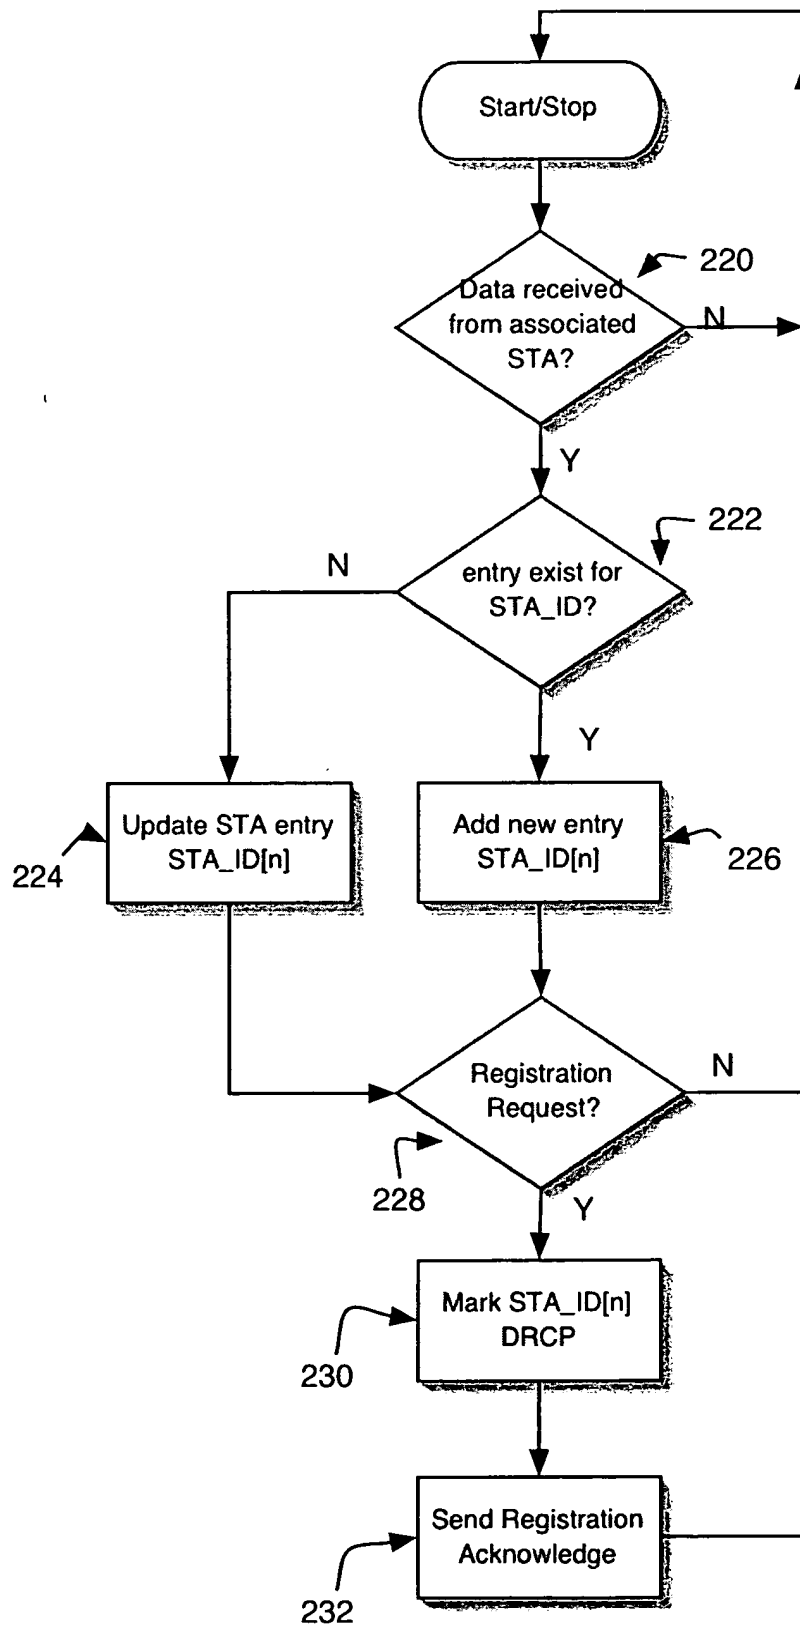 Start/Stop
220
Data received
from associated
STA?
N
Y
222
entry exist for
STA_ID?
N
Y
Update STA entry
STA_ID[n]
224
Add new entry
STA_ID[n]
226
Registration
Request?
N
228
Y
Mark STA_ID[n]
DRCP
230
Send Registration
Acknowledge
232